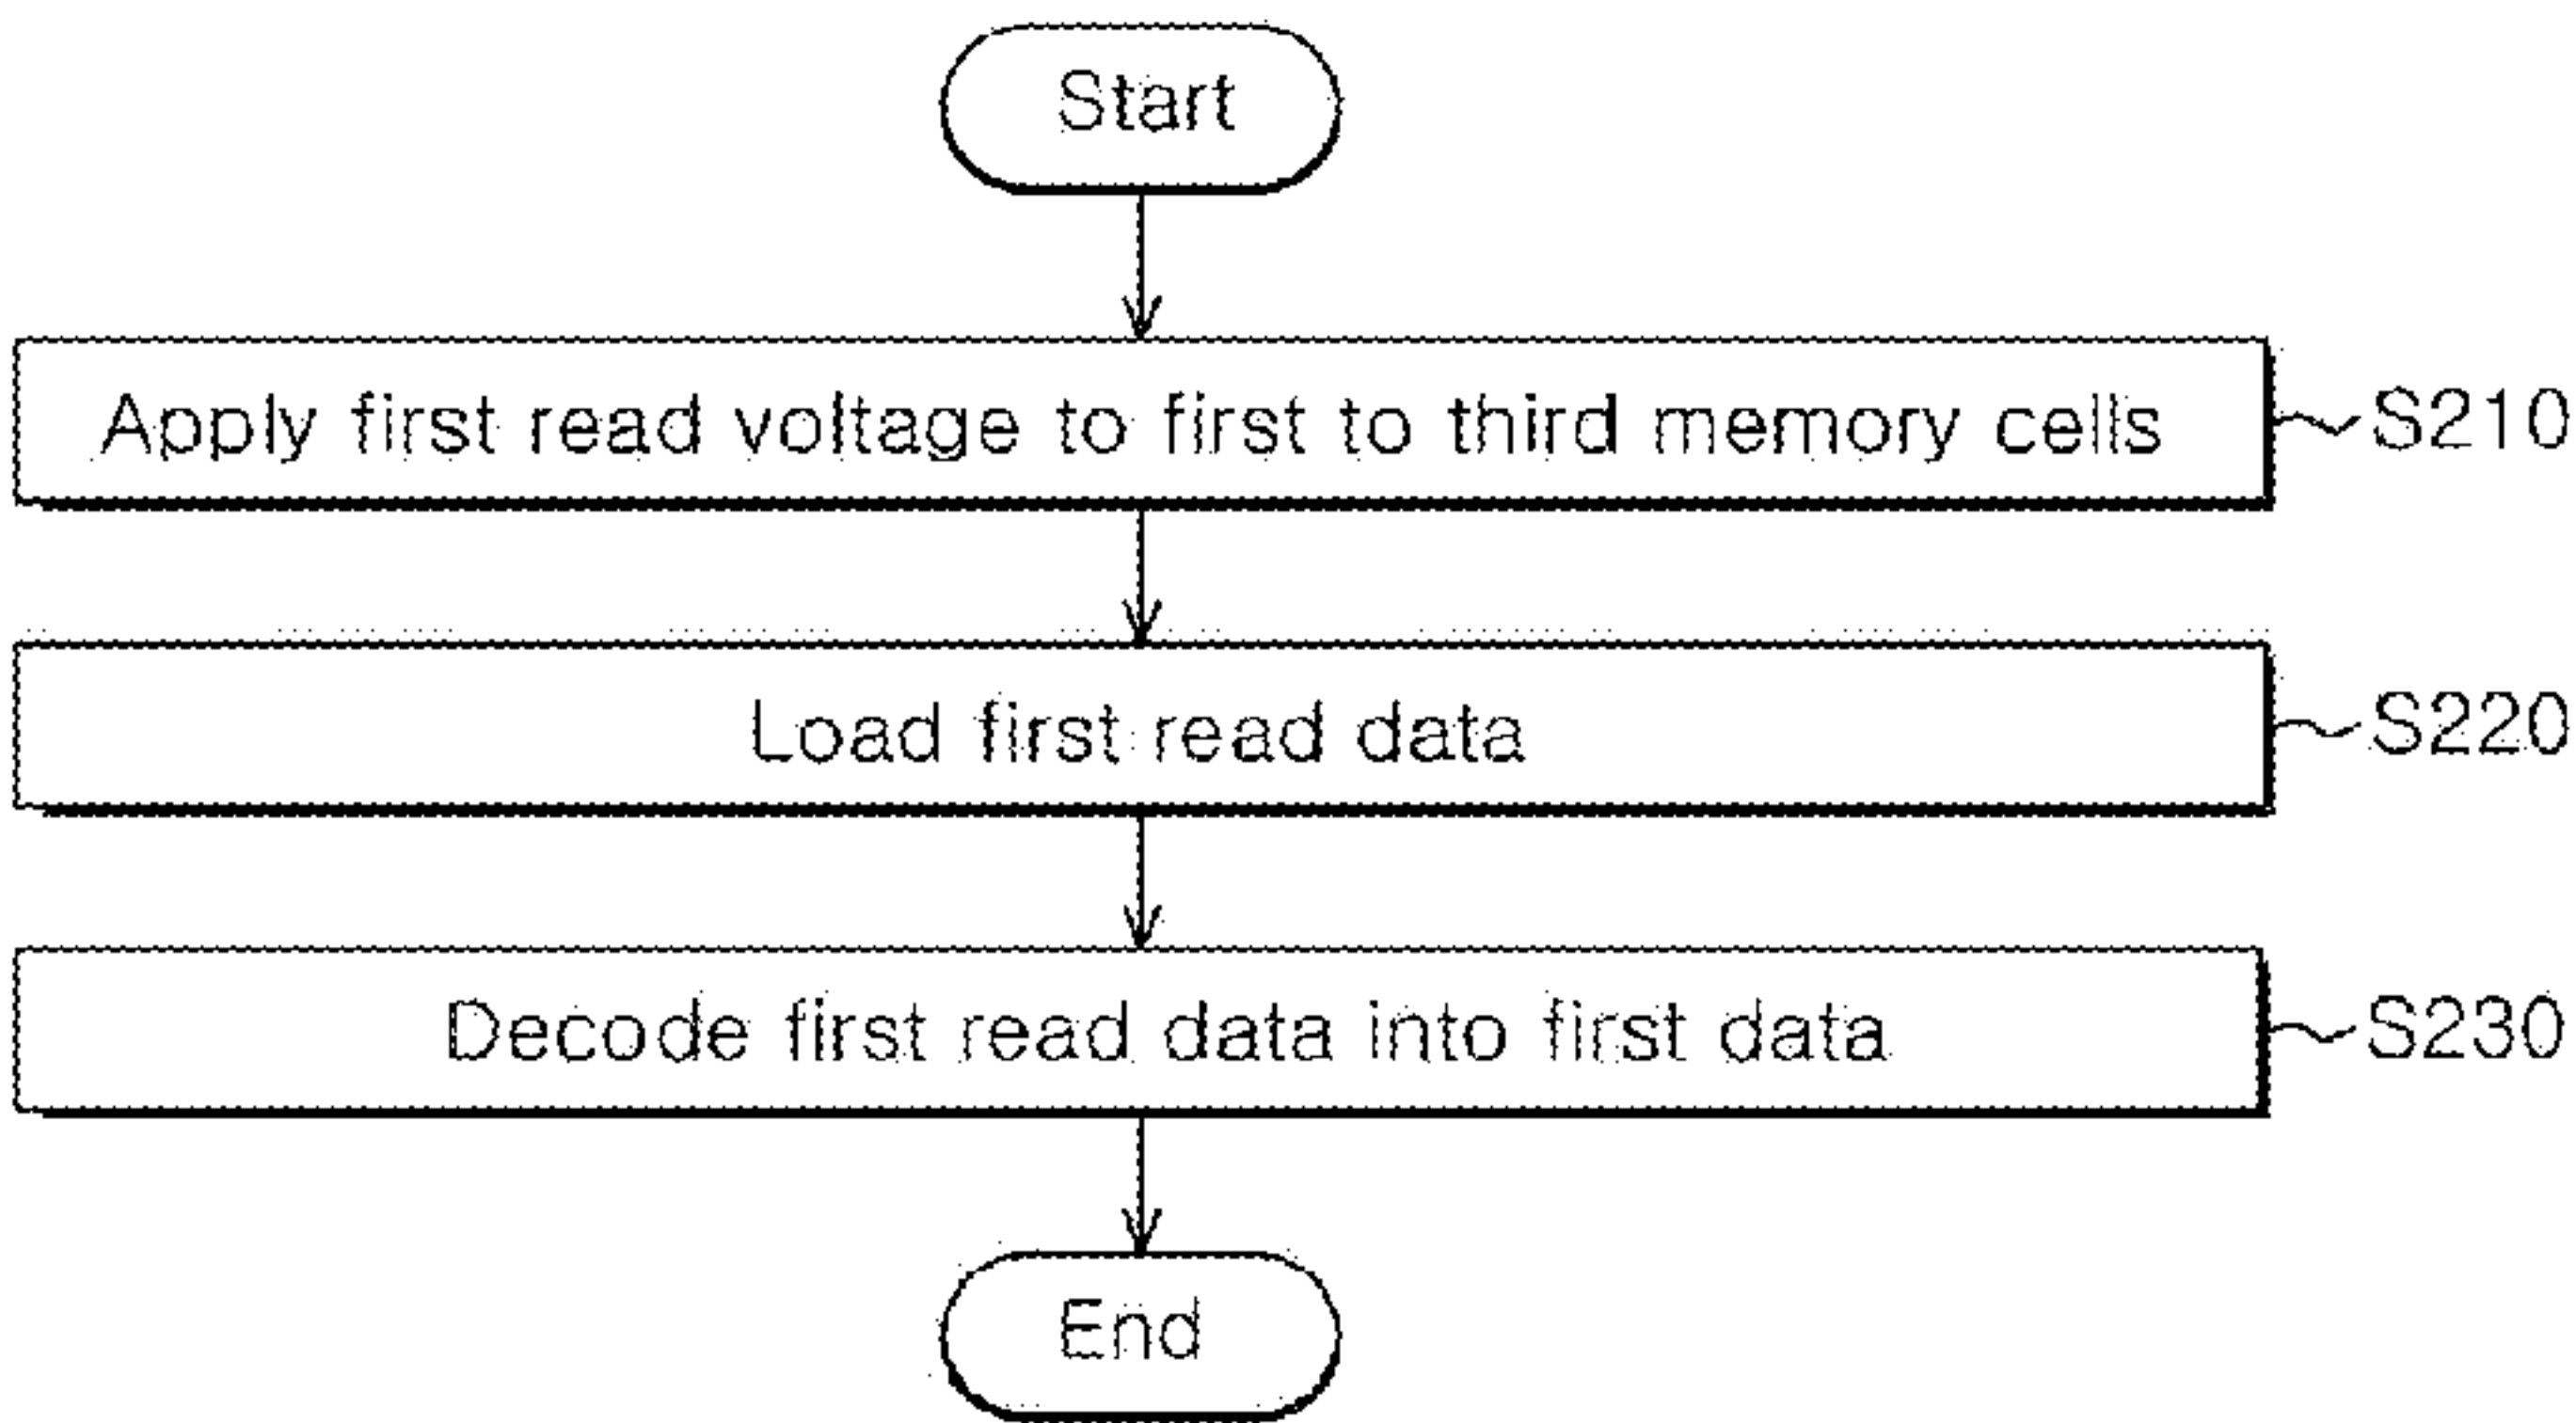 Start
Apply first read voltage to first to third memory cells
S210
Load first read data
S220
Decode first read data into first data
S230
End